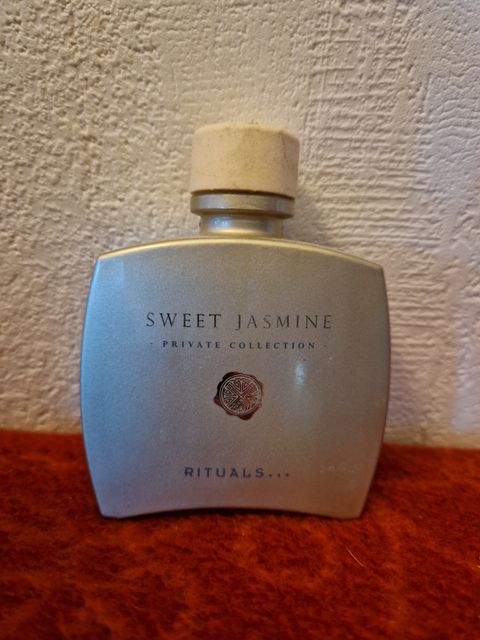 SWEET JASMINE
- PRIVATE COLLECTION -
RITUALS...